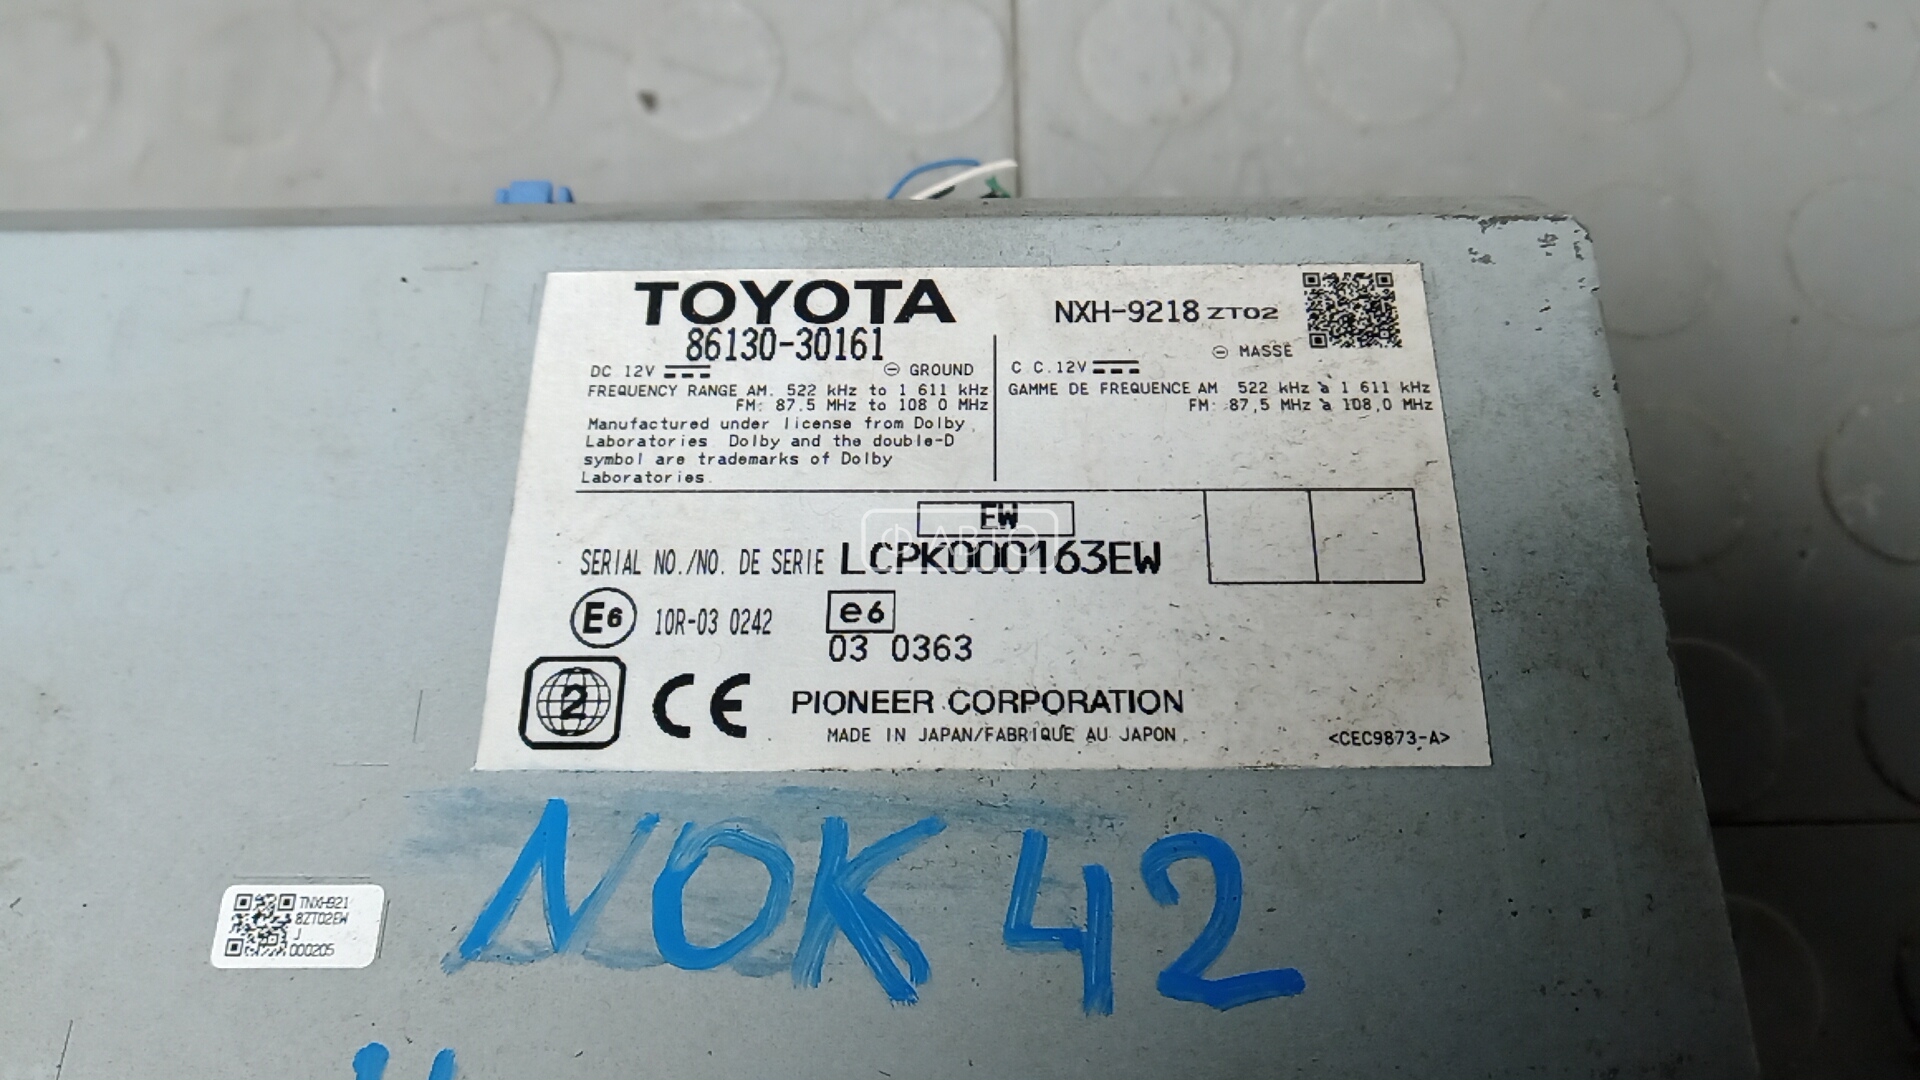 TOYOTA
86130-30161
NXH-9218 ZT02
DC 12V
GROUND
FREQUENCY RANGE AM. 522 kHz to 1 611 kHz
FM: 87.5 MHz to 108 0 MHz
Manufactured under license from Dolby
Laboratories Dolby and the double-D
symbol are trademarks of Dolby
Laboratories.
MASSE
C C.12V
GAMME DE FREQUENCE AM 522 kHz à 1 611 kHz
FM: 87,5 MHz à 108,0 MHz
EW
Ф АВТО
SERIAL NO./NO. DE SERIE LCPK000163EW
E6 10R-03 0242
e6
03 0363
2 CE PIONEER CORPORATION
MADE IN JAPAN/FABRIQUE AU JAPON
<CEC9873-A>
NOK 42
TNXH921
8ZT02EW
J
000205